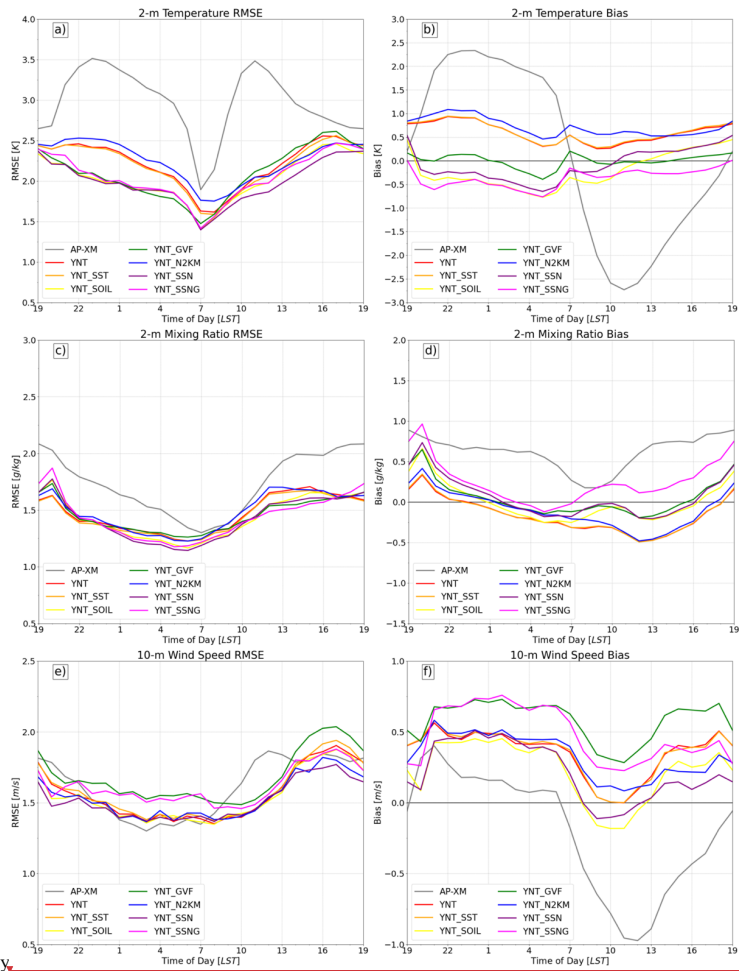 2-m Temperature RMSE
a)
4.0
3.5
3.0
2.5
2.0
1.5
1.0
0.5
RMSE [K]
AP-XM
YNT
YNT_SST
YNT_SOIL
YNT_GVF
YNT_N2KM
YNT_SSN
YNT_SSNG
19 22 1 4 7 10 13 16 19
Time of Day [LST]
2-m Temperature Bias
b)
3.0
2.5
2.0
1.5
1.0
0.5
0.0
−0.5
−1.0
−1.5
−2.0
−2.5
−3.0
Bias [K]
AP-XM
YNT
YNT_SST
YNT_SOIL
YNT_GVF
YNT_N2KM
YNT_SSN
YNT_SSNG
19 22 1 4 7 10 13 16 19
Time of Day [LST]
2-m Mixing Ratio RMSE
c)
3.0
2.5
2.0
1.5
1.0
0.5
RMSE [g/kg]
AP-XM
YNT
YNT_SST
YNT_SOIL
YNT_GVF
YNT_N2KM
YNT_SSN
YNT_SSNG
19 22 1 4 7 10 13 16 19
Time of Day [LST]
2-m Mixing Ratio Bias
d)
2.0
1.5
1.0
0.5
0.0
−0.5
−1.0
−1.5
Bias [g/kg]
AP-XM
YNT
YNT_SST
YNT_SOIL
YNT_GVF
YNT_N2KM
YNT_SSN
YNT_SSNG
19 22 1 4 7 10 13 16 19
Time of Day [LST]
10-m Wind Speed RMSE
e)
2.5
2.0
1.5
1.0
0.5
RMSE [m/s]
AP-XM
YNT
YNT_SST
YNT_SOIL
YNT_GVF
YNT_N2KM
YNT_SSN
YNT_SSNG
19 22 1 4 7 10 13 16 19
Time of Day [LST]
10-m Wind Speed Bias
f)
1.0
0.5
0.0
−0.5
−1.0
Bias [m/s]
AP-XM
YNT
YNT_SST
YNT_SOIL
YNT_GVF
YNT_N2KM
YNT_SSN
YNT_SSNG
19 22 1 4 7 10 13 16 19
Time of Day [LST]
y